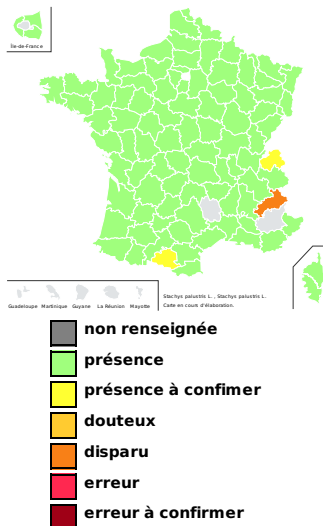 Île-de-France
Guadeloupe Martinique Guyane La Réunion Mayotte
Stachys palustris L. , Stachys palustris L.
Carte en cours d'élaboration.
non renseignée
présence
présence à confimer
douteux
disparu
erreur
erreur à confirmer